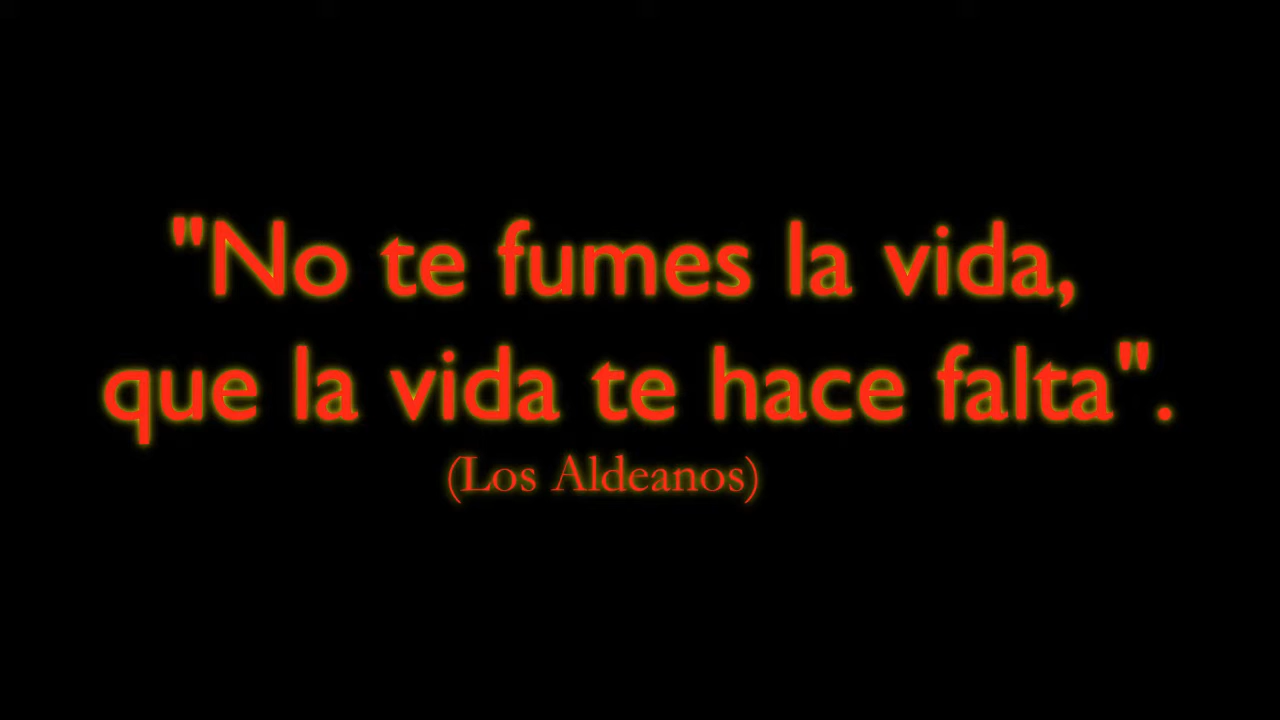 "No te fumes la vida,
que la vida te hace falta".
(Los Aldeanos)